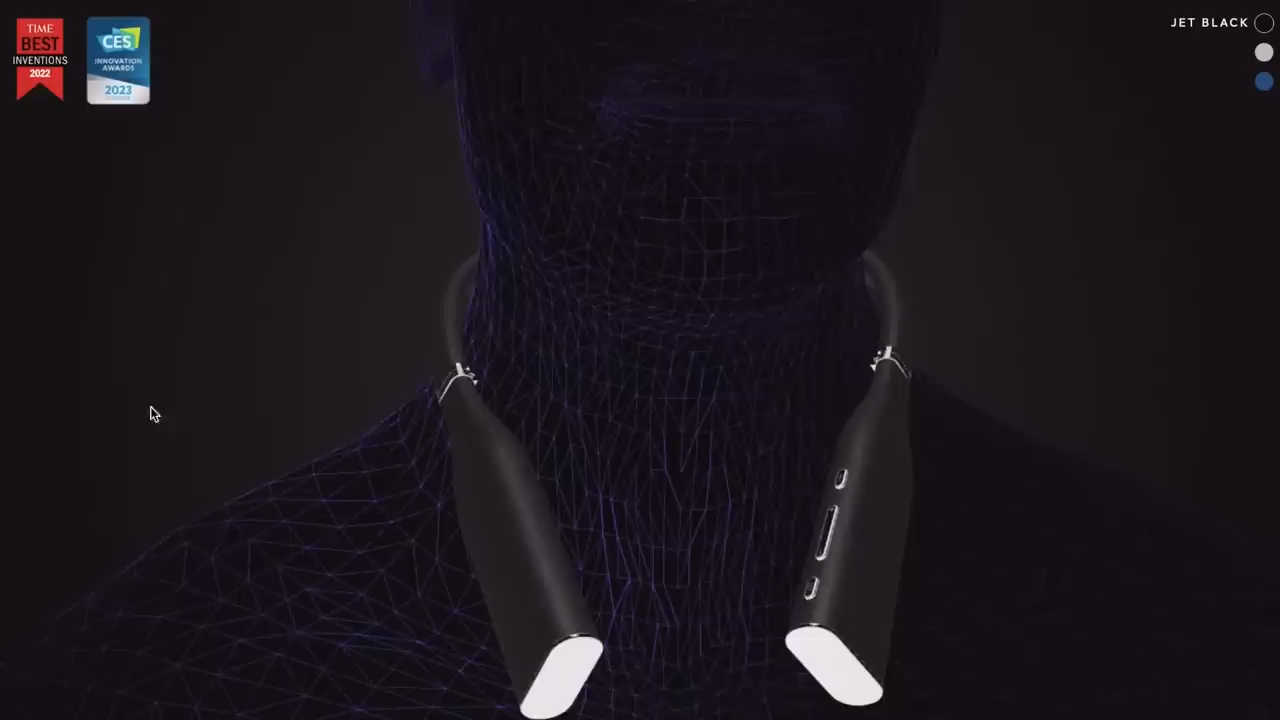 TIME
BEST
INVENTIONS
2022
CES
INNOVATION
AWARDS
2023
JET BLACK